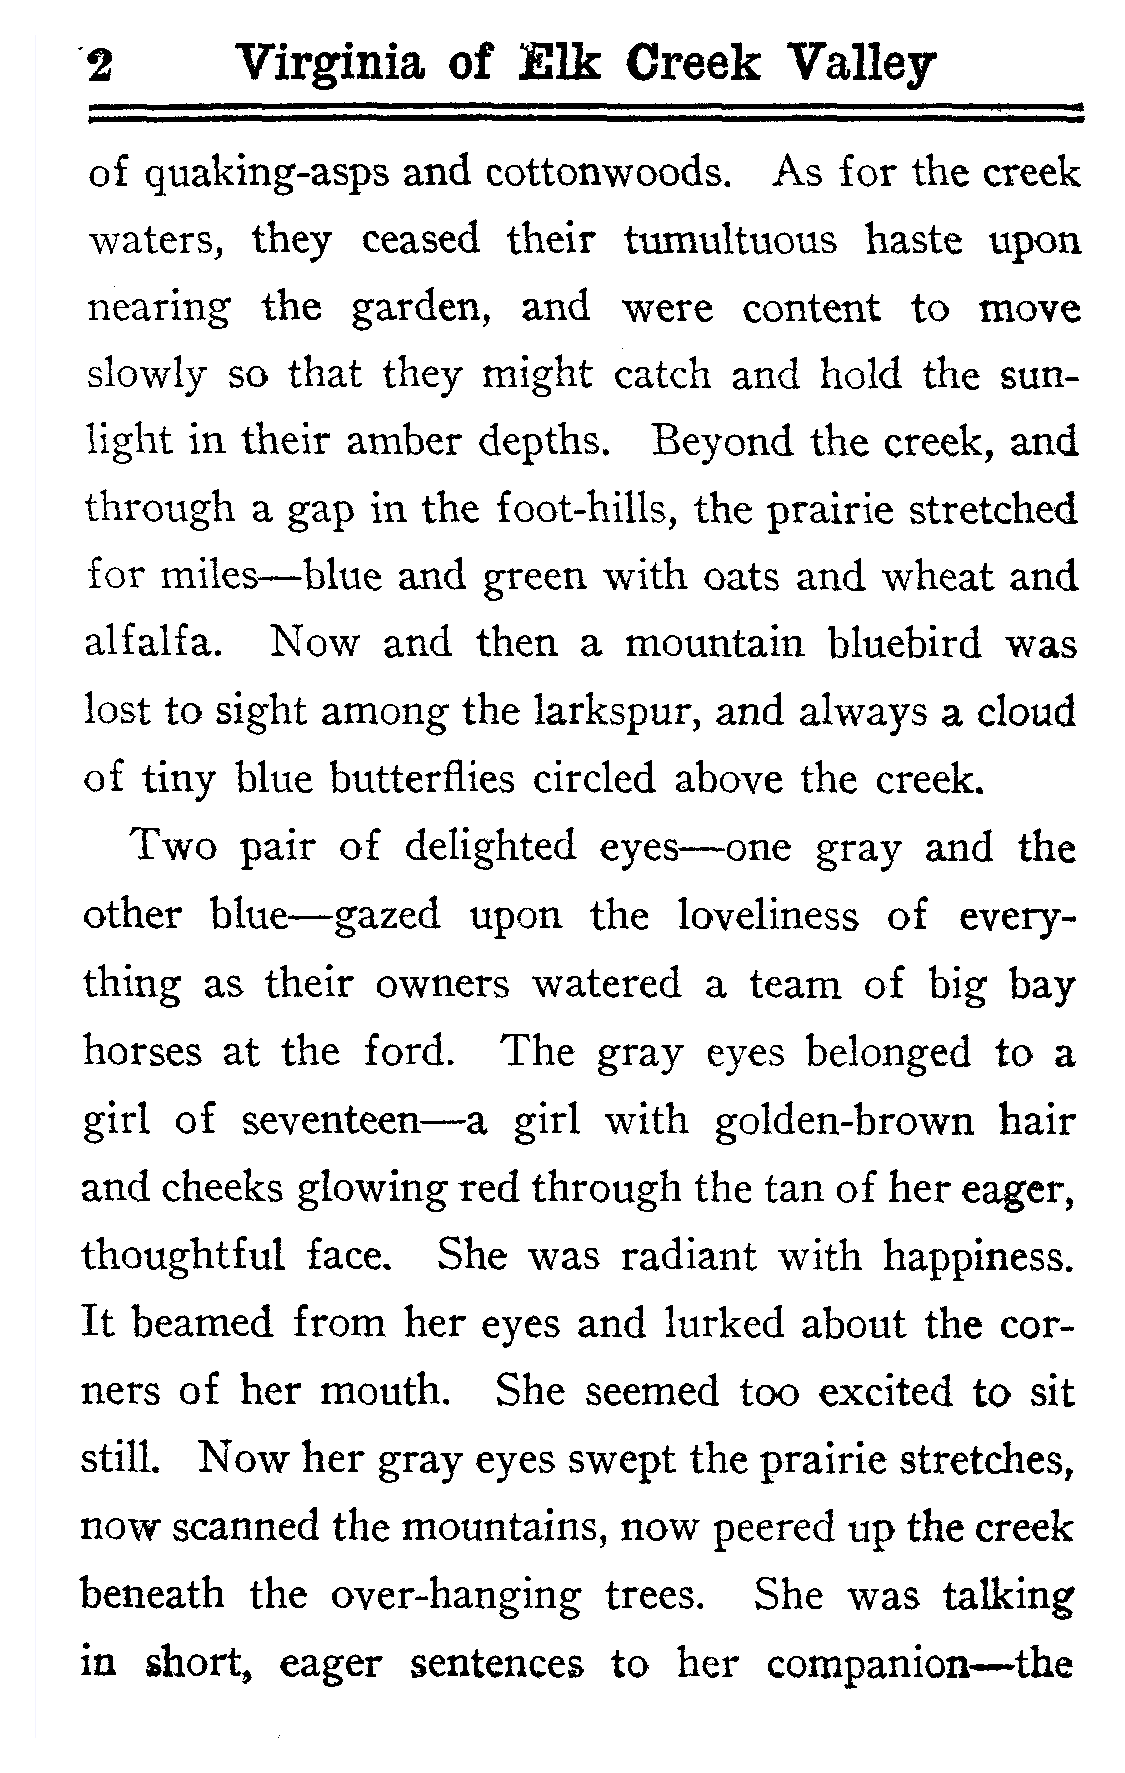 2 Virginia of Elk Creek Valley
of quaking-asps and cottonwoods. As for the creek
waters, they ceased their tumultuous haste upon
nearing the garden, and were content to move
slowly so that they might catch and hold the sun-
light in their amber depths. Beyond the creek, and
through a gap in the foot-hills, the prairie stretched
for miles—blue and green with oats and wheat and
alfalfa. Now and then a mountain bluebird was
lost to sight among the larkspur, and always a cloud
of tiny blue butterflies circled above the creek.
Two pair of delighted eyes—one gray and the
other blue—gazed upon the loveliness of every-
thing as their owners watered a team of big bay
horses at the ford. The gray eyes belonged to a
girl of seventeen—a girl with golden-brown hair
and cheeks glowing red through the tan of her eager,
thoughtful face. She was radiant with happiness.
It beamed from her eyes and lurked about the cor-
ners of her mouth. She seemed too excited to sit
still. Now her gray eyes swept the prairie stretches,
now scanned the mountains, now peered up the creek
beneath the over-hanging trees. She was talking
in short, eager sentences to her companion—the